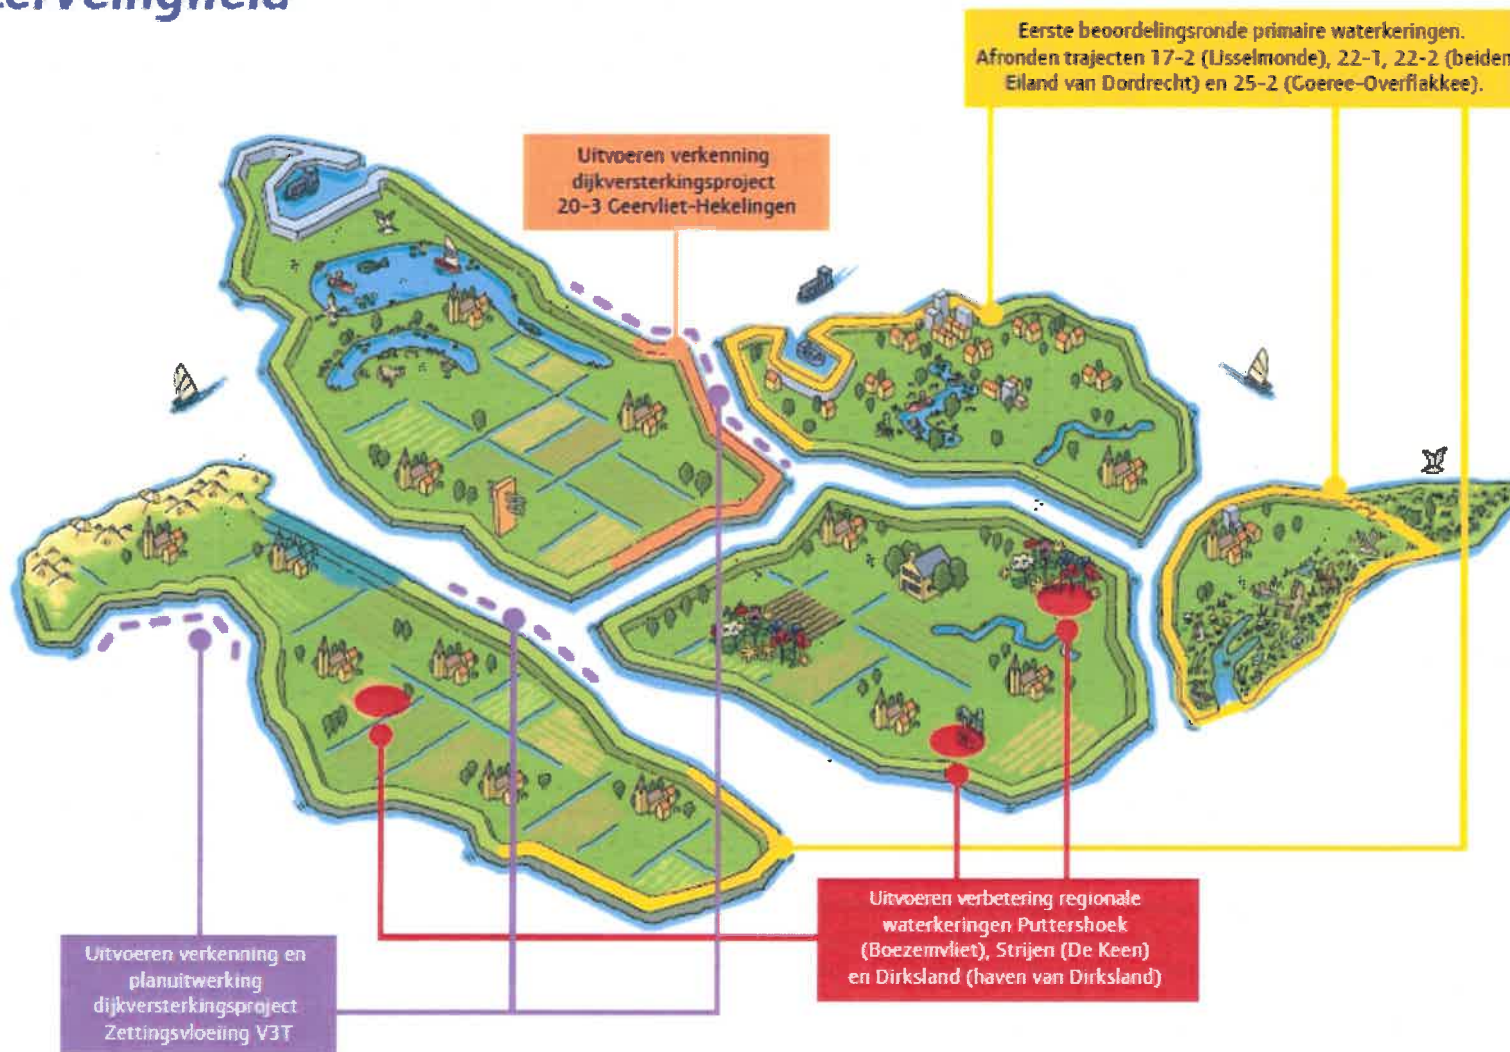 Eerste beoordelingsronde primaire waterkeringen.
Afronden trajecten 17-2 (IJsselmonde), 22-1, 22-2 (beiden
Eiland van Dordrecht) en 25-2 (Goeree-Overflakkee).
Uitvoeren verkenning
dijkversterkingsproject
20-3 Geervliet-Hekelingen
Uitvoeren verbetering regionale
waterkeringen Puttershoek
(Boezemvliet), Strijen (De Keen)
en Dirksland (haven van Dirksland)
Uitvoeren verkenning en
planuitwerking
dijkversterkingsproject
Zettingsvloeiing V3T